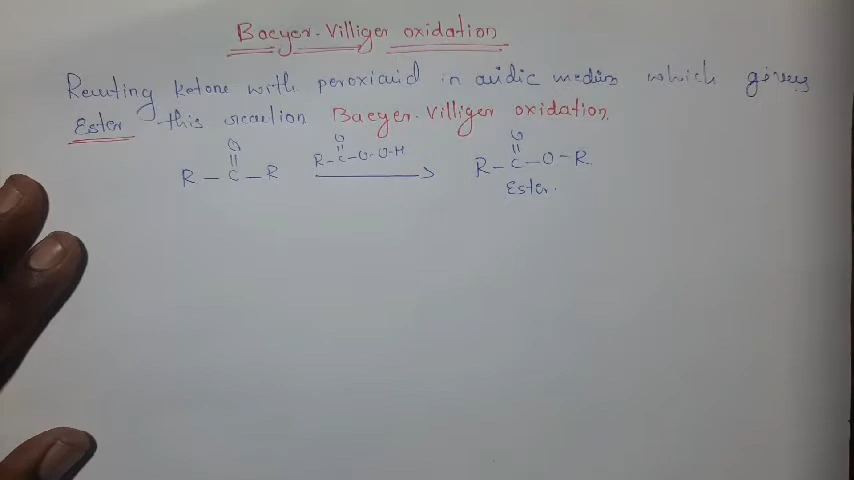 Baeyer-Villiger oxidation
Reacting ketone with peroxiacid in acidic medium which gives
Ester this reaction Baeyer-Villiger oxidation.
O O O
|| || ||
R - C - R R - C - O - O - H R - C - O - R.
Ester.